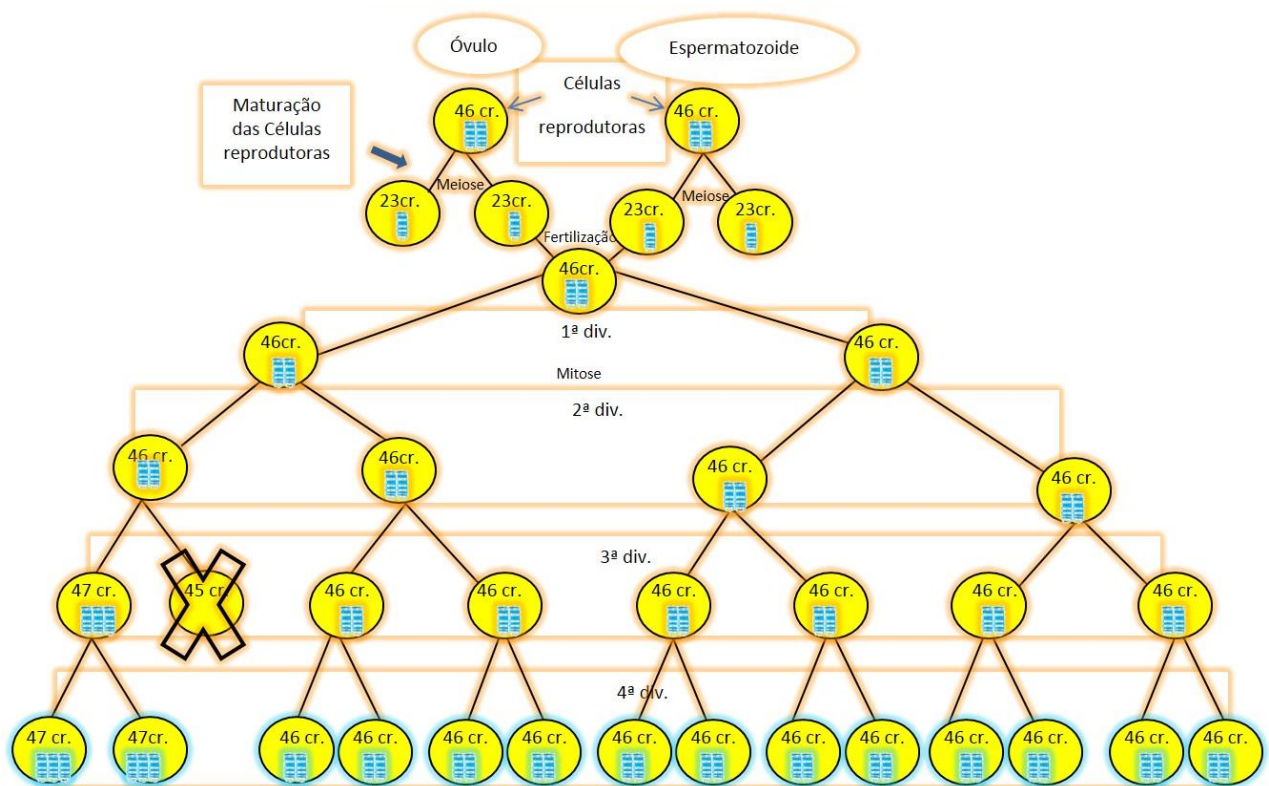 Óvulo
Espermatozoide
Maturação
das Células
reprodutoras
Células
reprodutoras
46 cr.
46 cr.
Meiose
Meiose
23cr.
23cr.
23cr.
23cr.
Fertilização
46cr.
1ª div.
46cr.
46 cr.
Mitose
2ª div.
46 cr.
46cr.
46 cr.
46 cr.
3ª div.
47 cr.
45 cr.
46 cr.
46 cr.
46 cr.
46 cr.
46 cr.
46 cr.
4ª div.
47 cr.
47cr.
46 cr.
46 cr.
46 cr.
46 cr.
46 cr.
46 cr.
46 cr.
46 cr.
46 cr.
46 cr.
46 cr.
46 cr.